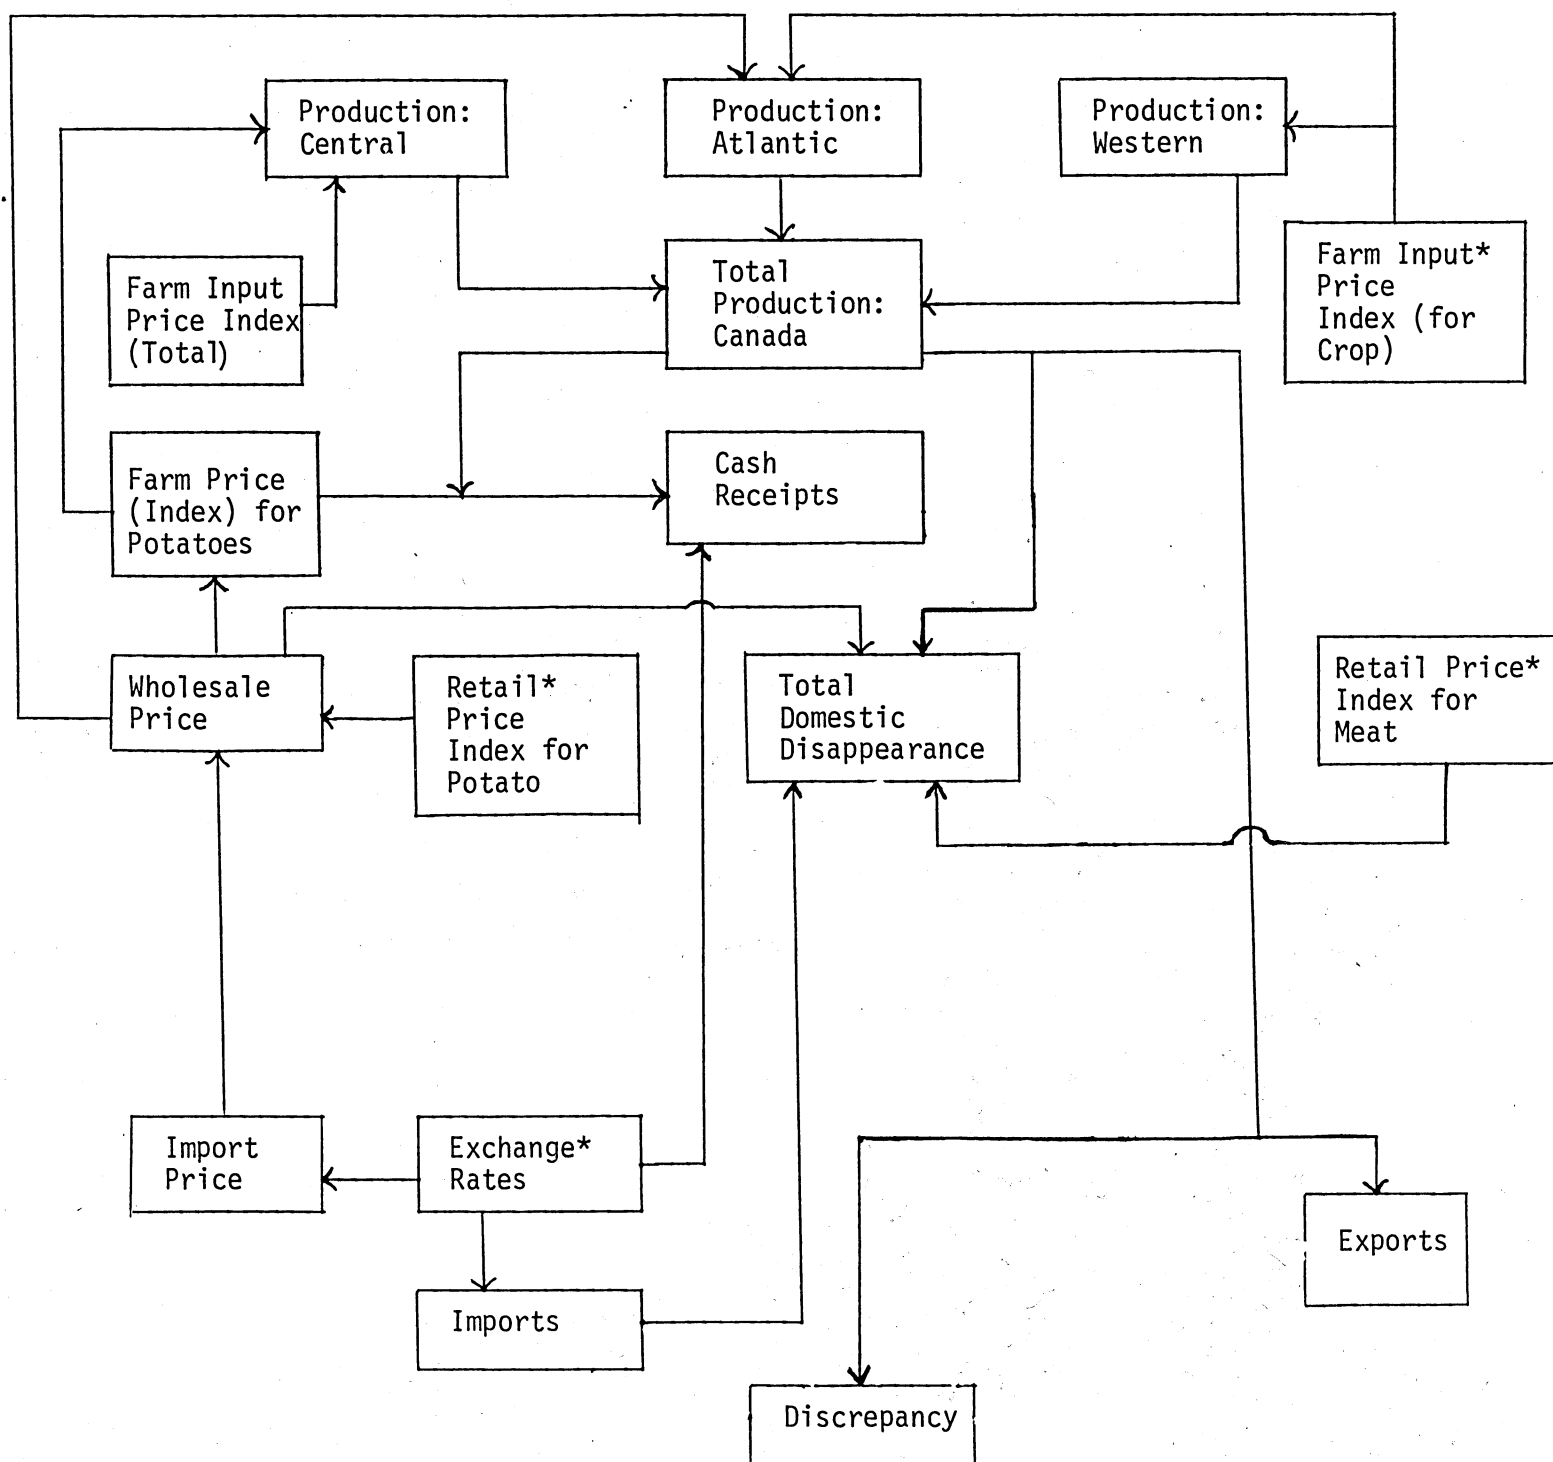 Production:
Central
Production:
Atlantic
Production:
Western
Farm Input
Price Index
(Total)
Total
Production:
Canada
Farm Input*
Price
Index (for
Crop)
Farm Price
(Index) for
Potatoes
Cash
Receipts
Wholesale
Price
Retail*
Price
Index for
Potato
Total
Domestic
Disappearance
Retail Price*
Index for
Meat
Import
Price
Exchange*
Rates
Exports
Imports
Discrepancy